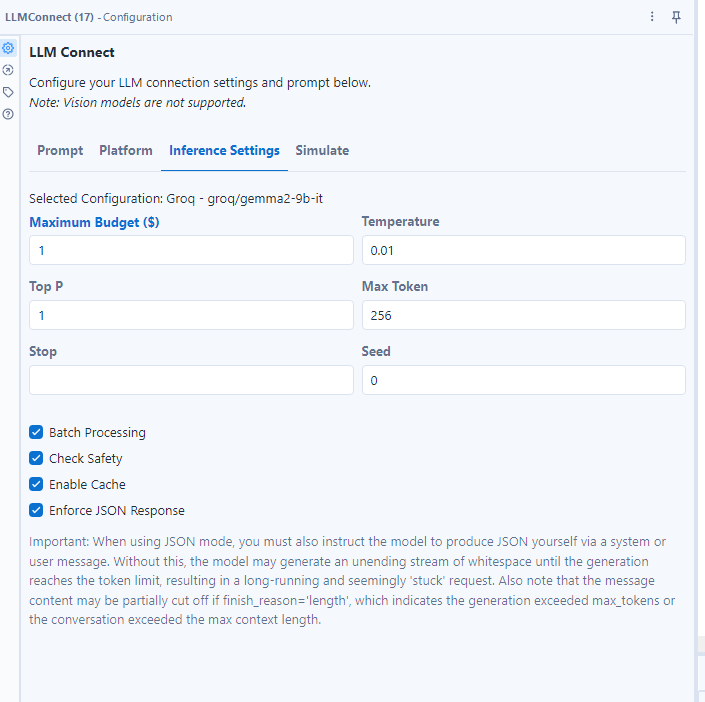 LLMConnect (17) - Configuration
LLM Connect
Configure your LLM connection settings and prompt below.
Note: Vision models are not supported.
Prompt Platform Inference Settings Simulate
Selected Configuration: Groq - groq/gemma2-9b-it
Maximum Budget ($) Temperature
1 0.01
Top P Max Token
1 256
Stop Seed
0
Batch Processing
Check Safety
Enable Cache
Enforce JSON Response
Important: When using JSON mode, you must also instruct the model to produce JSON yourself via a system or
user message. Without this, the model may generate an unending stream of whitespace until the generation
reaches the token limit, resulting in a long-running and seemingly 'stuck' request. Also note that the message
content may be partially cut off if finish_reason='length', which indicates the generation exceeded max_tokens or
the conversation exceeded the max context length.